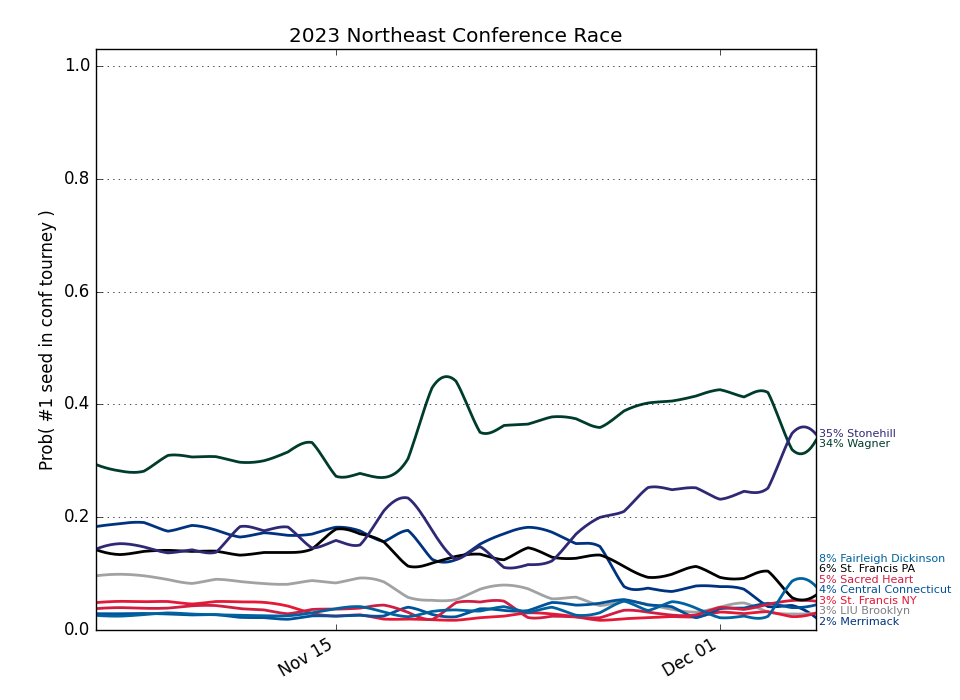 2023 Northeast Conference Race
Prob( #1 seed in conf tourney )
1.0
0.8
0.6
0.4
0.2
0.0
Nov 15
Dec 01
35% Stonehill
34% Wagner
8% Fairleigh Dickinson
6% St. Francis PA
5% Sacred Heart
4% Central Connecticut
3% St. Francis NY
3% LIU Brooklyn
2% Merrimack